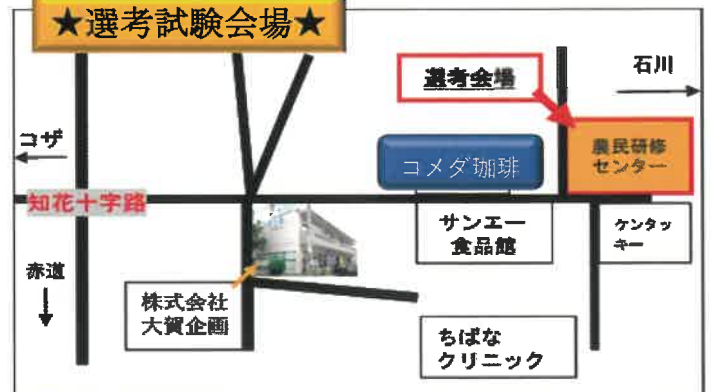 ★選考試験会場★
石川
選考会場
コザ
農民研修
センター
コメダ珈琲
知花十字路
サンエー
食品館
ケンタッ
キー
赤道
株式会社
大賀企画
ちばな
クリニック